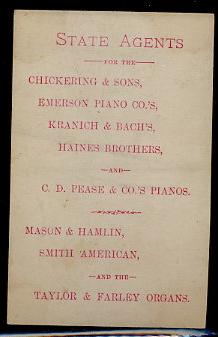 STATE AGENTS
—FOR THE—
CHICKERING & SONS,
EMERSON PIANO CO.'S,
KRANICH & BACH'S,
HAINES BROTHERS,
—AND—
C. D. PEASE & CO.'S PIANOS.
MASON & HAMLIN,
SMITH AMERICAN,
—AND THE—
TAYLOR & FARLEY ORGANS.